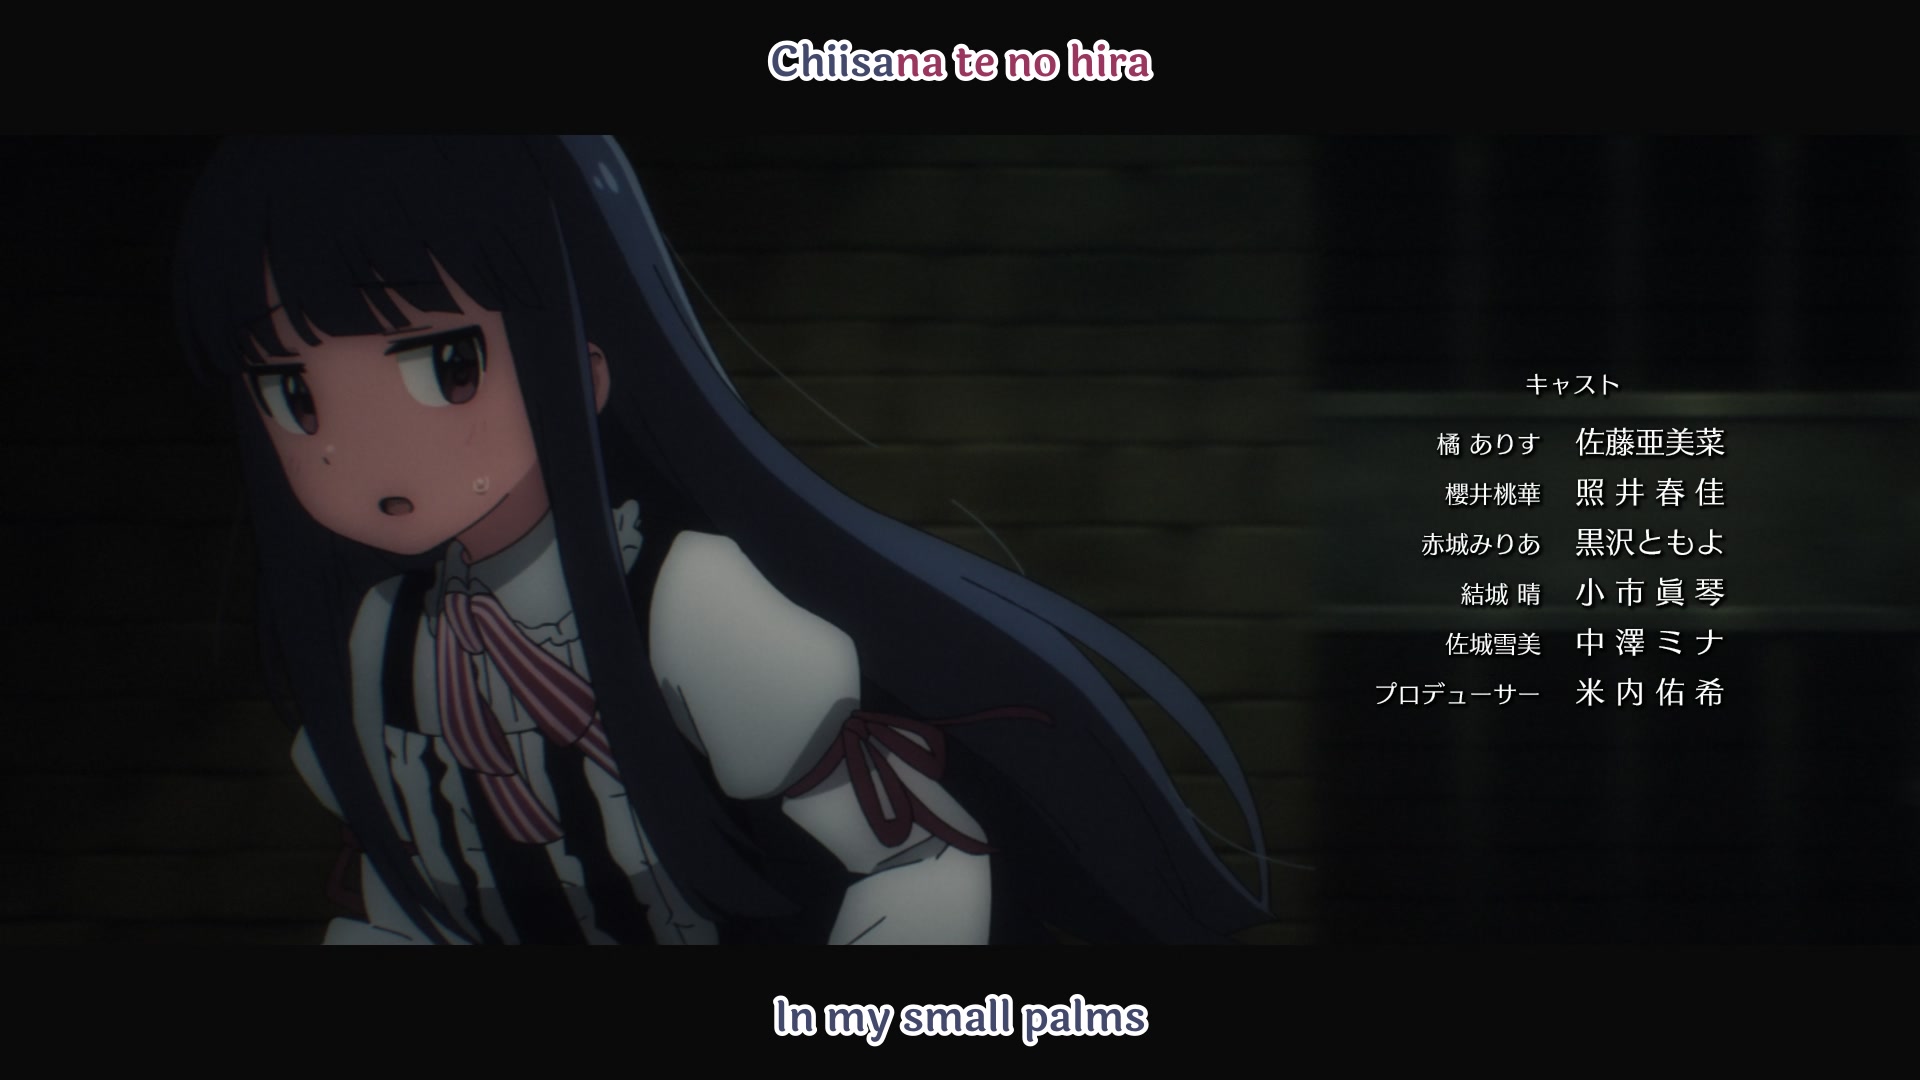 Chiisana te no hira
キャスト
橘 ありす 佐藤亜美菜
櫻井桃華 照井春佳
赤城みりあ 黒沢ともよ
結城 晴 小市眞琴
佐城雪美 中澤ミナ
プロデューサー 米内佑希
In my small palms